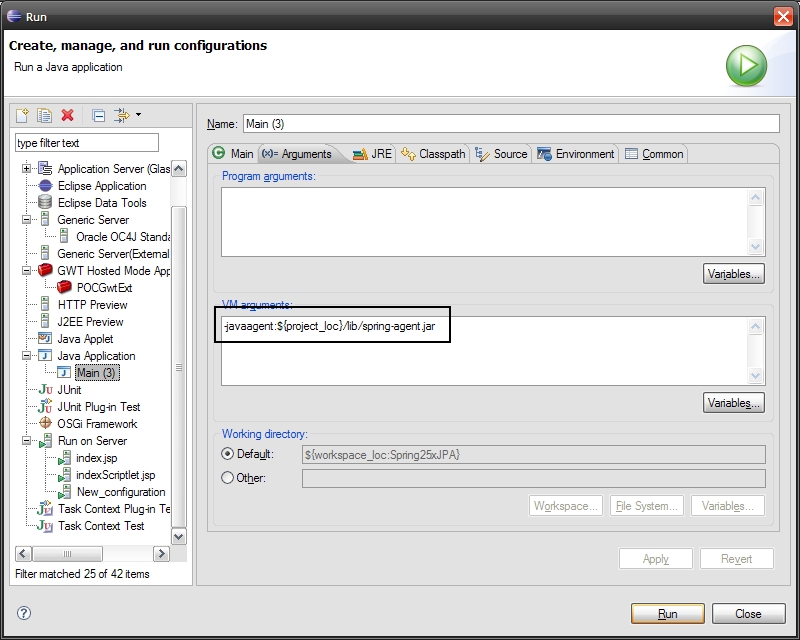 Run
Create, manage, and run configurations
Run a Java application
type filter text
Application Server (Glas
Eclipse Application
Eclipse Data Tools
Generic Server
Oracle OC4J Standa
Generic Server(External
GWT Hosted Mode App
POCGwtExt
HTTP Preview
J2EE Preview
Java Applet
Java Application
Main (3)
JUnit
JUnit Plug-in Test
OSGi Framework
Run on Server
index.jsp
indexScriptlet.jsp
New_configuration
Task Context Plug-in Te
Task Context Test
Filter matched 25 of 42 items
Name: Main (3)
Main (x)= Arguments JRE Classpath Source Environment Common
Program arguments:
Variables...
VM arguments:
-javaagent:${project_loc}/lib/spring-agent.jar
Variables...
Working directory:
Default: ${workspace_loc:Spring25xJPA}
Other:
Workspace... File System... Variables...
Apply Revert
Run Close